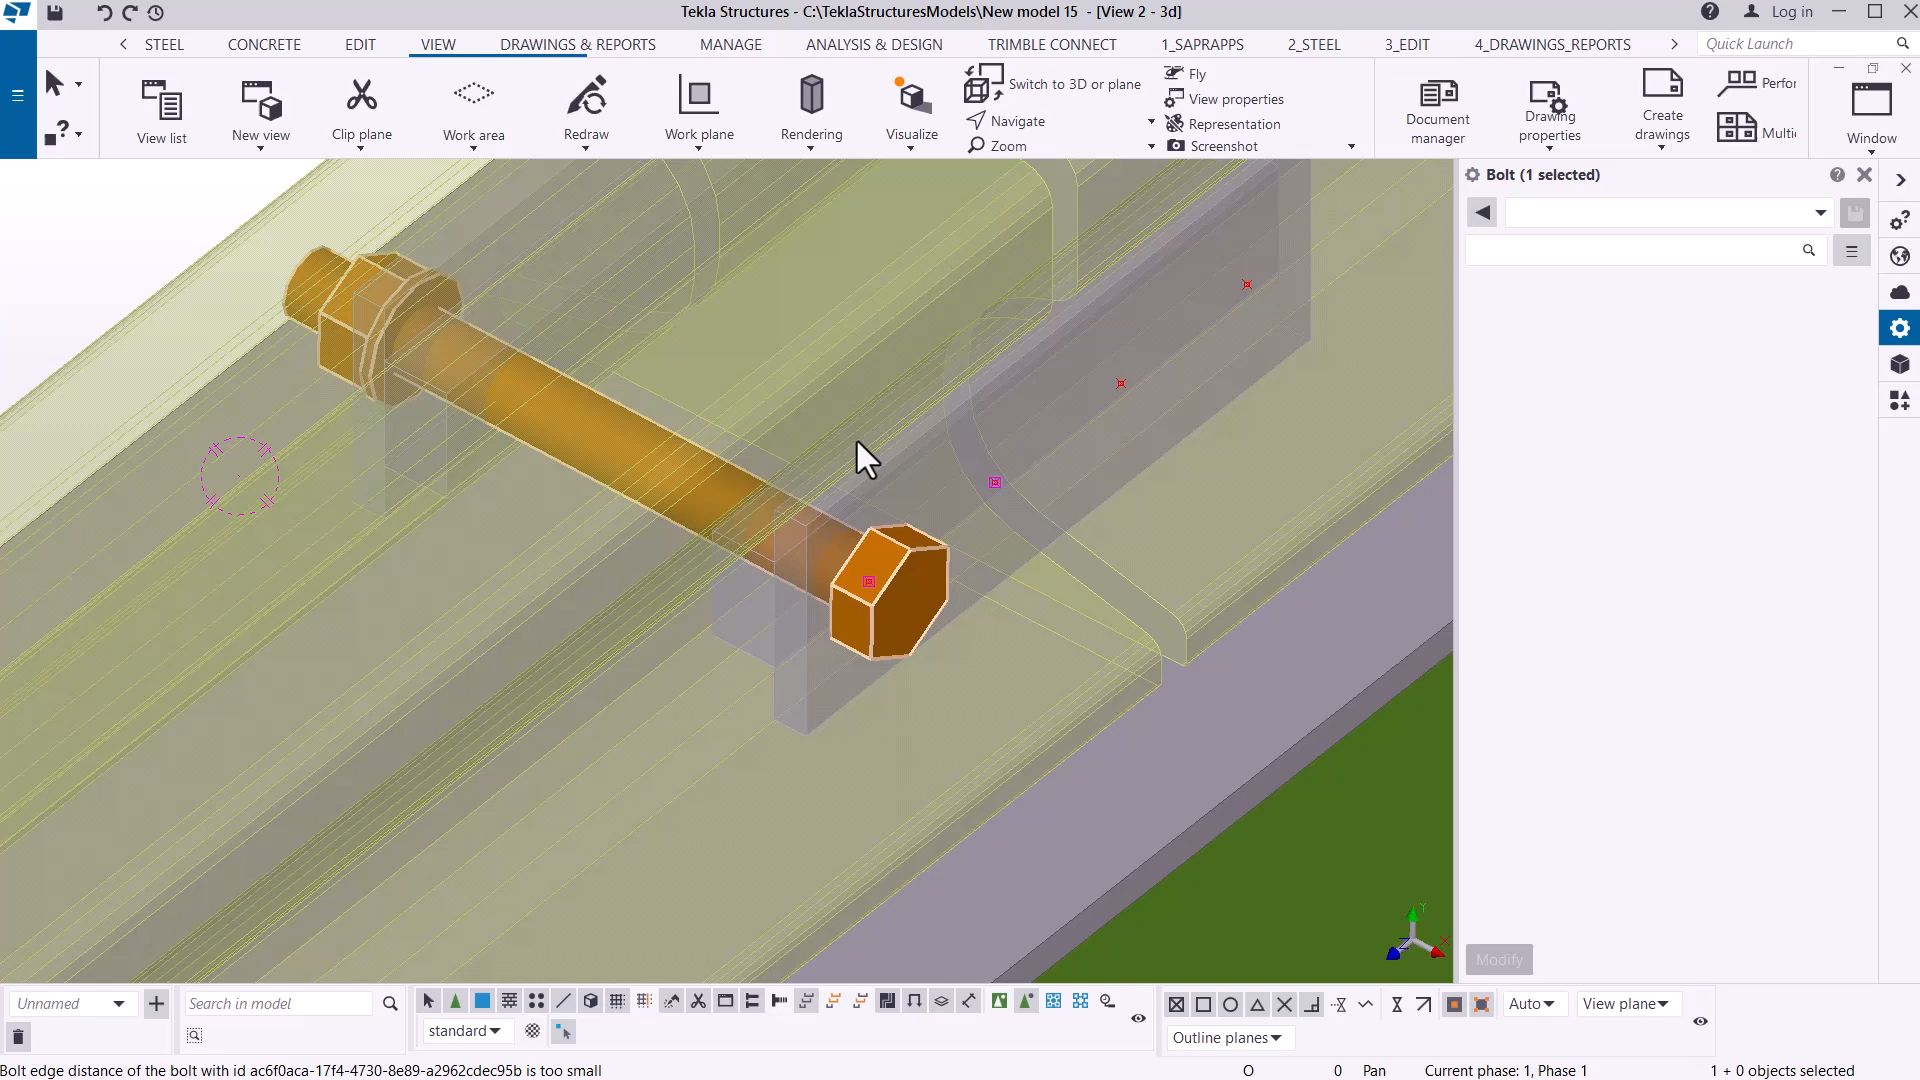 Tekla Structures - C:\TeklaStructuresModels\New model 15  - [View 2 - 3d]
Log in
STEEL
CONCRETE
EDIT
VIEW
DRAWINGS & REPORTS
MANAGE
ANALYSIS & DESIGN
TRIMBLE CONNECT
1_SAPRAPPS
2_STEEL
3_EDIT
4_DRAWINGS_REPORTS
Quick Launch
View list
New view
Clip plane
Work area
Redraw
Work plane
Rendering
Visualize
Switch to 3D or plane
Navigate
Zoom
Fly
View properties
Representation
Screenshot
Document
manager
Drawing
properties
Create
drawings
Perfor
Multi
Window
Bolt (1 selected)
Modify
Y
X
Z
Unnamed
Search in model
standard
Auto
View plane
Outline planes
Bolt edge distance of the bolt with id ac6f0aca-17f4-4730-8e89-a2962cdec95b is too small
O
0
Pan
Current phase: 1, Phase 1
1 + 0 objects selected